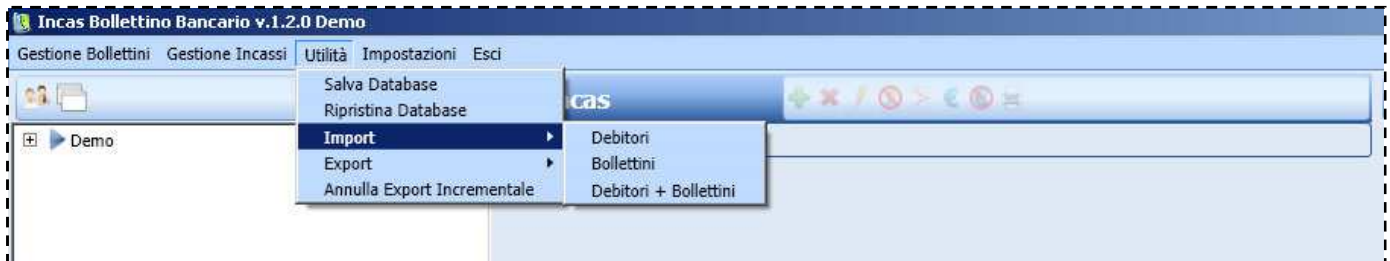 Incas Bollettino Bancario v.1.2.0 Demo
Gestione Bollettini Gestione Incassi Utilità Impostazioni Esci
Salva Database
Ripristina Database
Import
Export
Annulla Export Incrementale
Debitori
Bollettini
Debitori + Bollettini
Demo